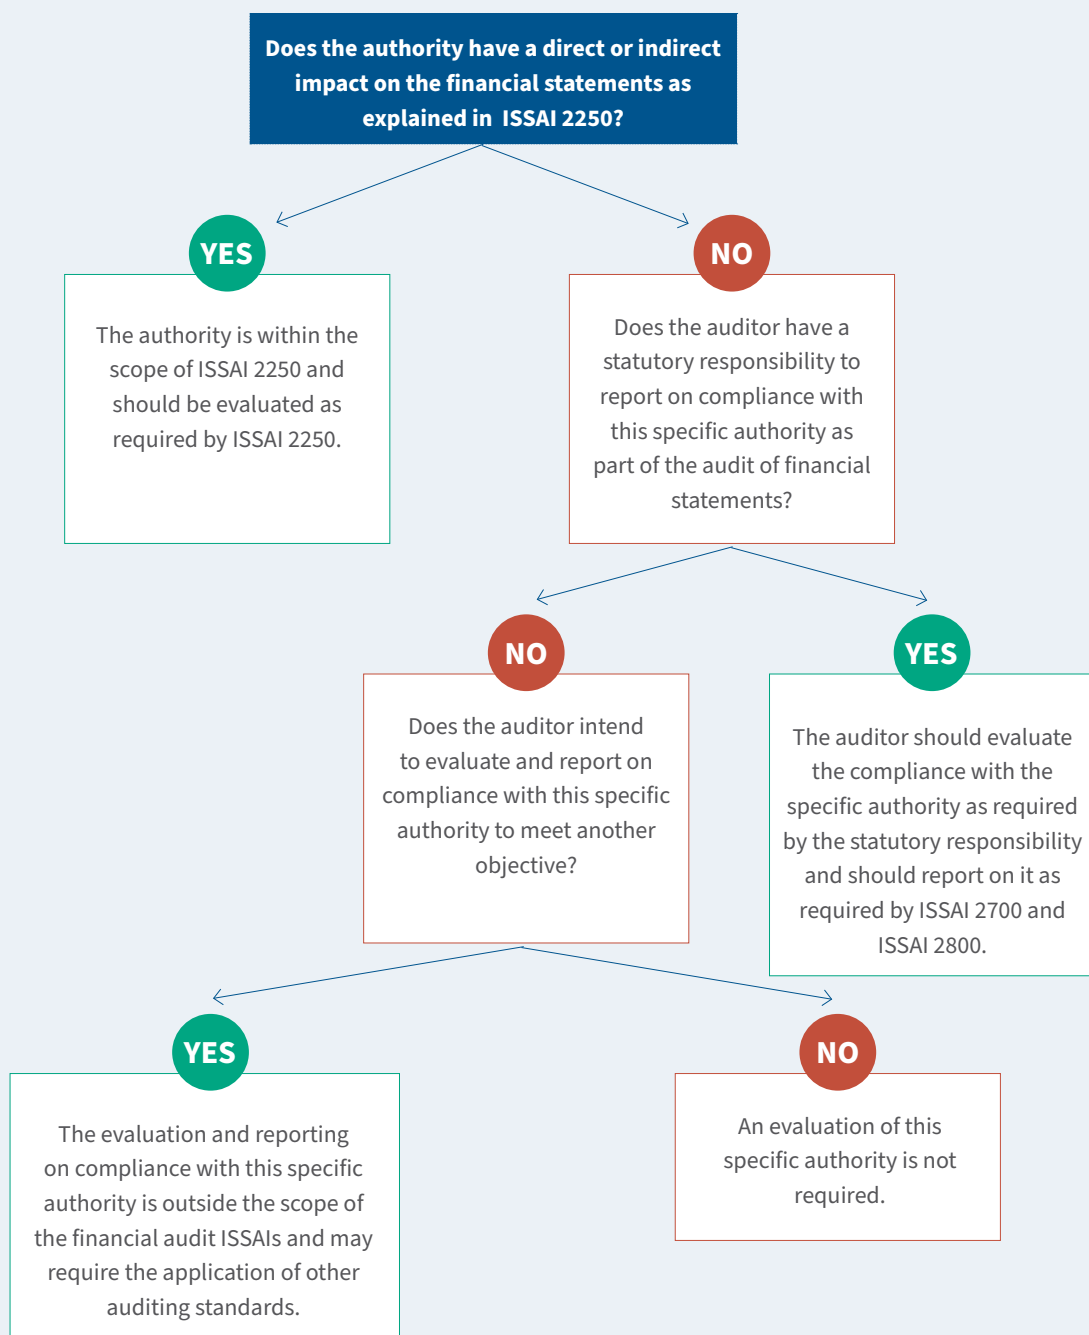 Does the authority have a direct or indirect
impact on the financial statements as
explained in ISSAI 2250?
YES
The authority is within the
scope of ISSAI 2250 and
should be evaluated as
required by ISSAI 2250.
NO
Does the auditor have a
statutory responsibility to
report on compliance with
this specific authority as
part of the audit of financial
statements?
NO
Does the auditor intend
to evaluate and report on
compliance with this specific
authority to meet another
objective?
YES
The auditor should evaluate
the compliance with the
specific authority as required
by the statutory responsibility
and should report on it as
required by ISSAI 2700 and
ISSAI 2800.
YES
The evaluation and reporting
on compliance with this specific
authority is outside the scope of
the financial audit ISSAIs and may
require the application of other
auditing standards.
NO
An evaluation of this
specific authority is not
required.